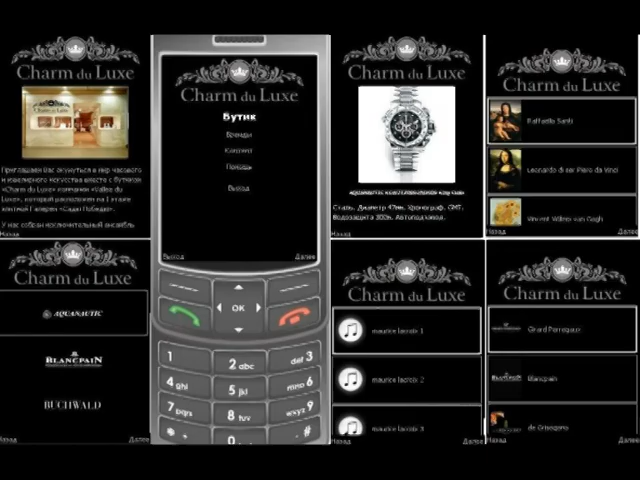 Charm du Luxe
Приглашаем Вас окунуться в мир часового
и ювелирного искусства вместе с бутиком
«Charm du Luxe» компании «Valles du
Luxe», который расположен на 1 этаже
элитной Галереи «Сады Победы».
У нас собран исключительный ансамбль
Назад
Charm du Luxe
Бутик
Бренды
Контент
Помощь
Выход
Выход
Далее
OK
1
2 abc
def 3
4 ghi
5 jkl
mno 6
7 pqrs
8 tuv
wxyz 9
*
0
#
Charm du Luxe
Сталь. Диаметр 47мм. Хронограф, GMT.
Водозащита 300м. Автоподзавод.
Назад
Charm du Luxe
Raffaello Santi
Leonardo di ser Piero da Vinci
Vincent Willem van Gogh
Назад
Далее
Charm du Luxe
AQUANAUTIC
BLANCPAIN
BUCHWALD
Назад
Далее
Charm du Luxe
maurice lacroix 1
maurice lacroix 2
maurice lacroix 3
Назад
Далее
Charm du Luxe
Girard Perregaux
Blancpain
de Grisogono
Назад
Далее